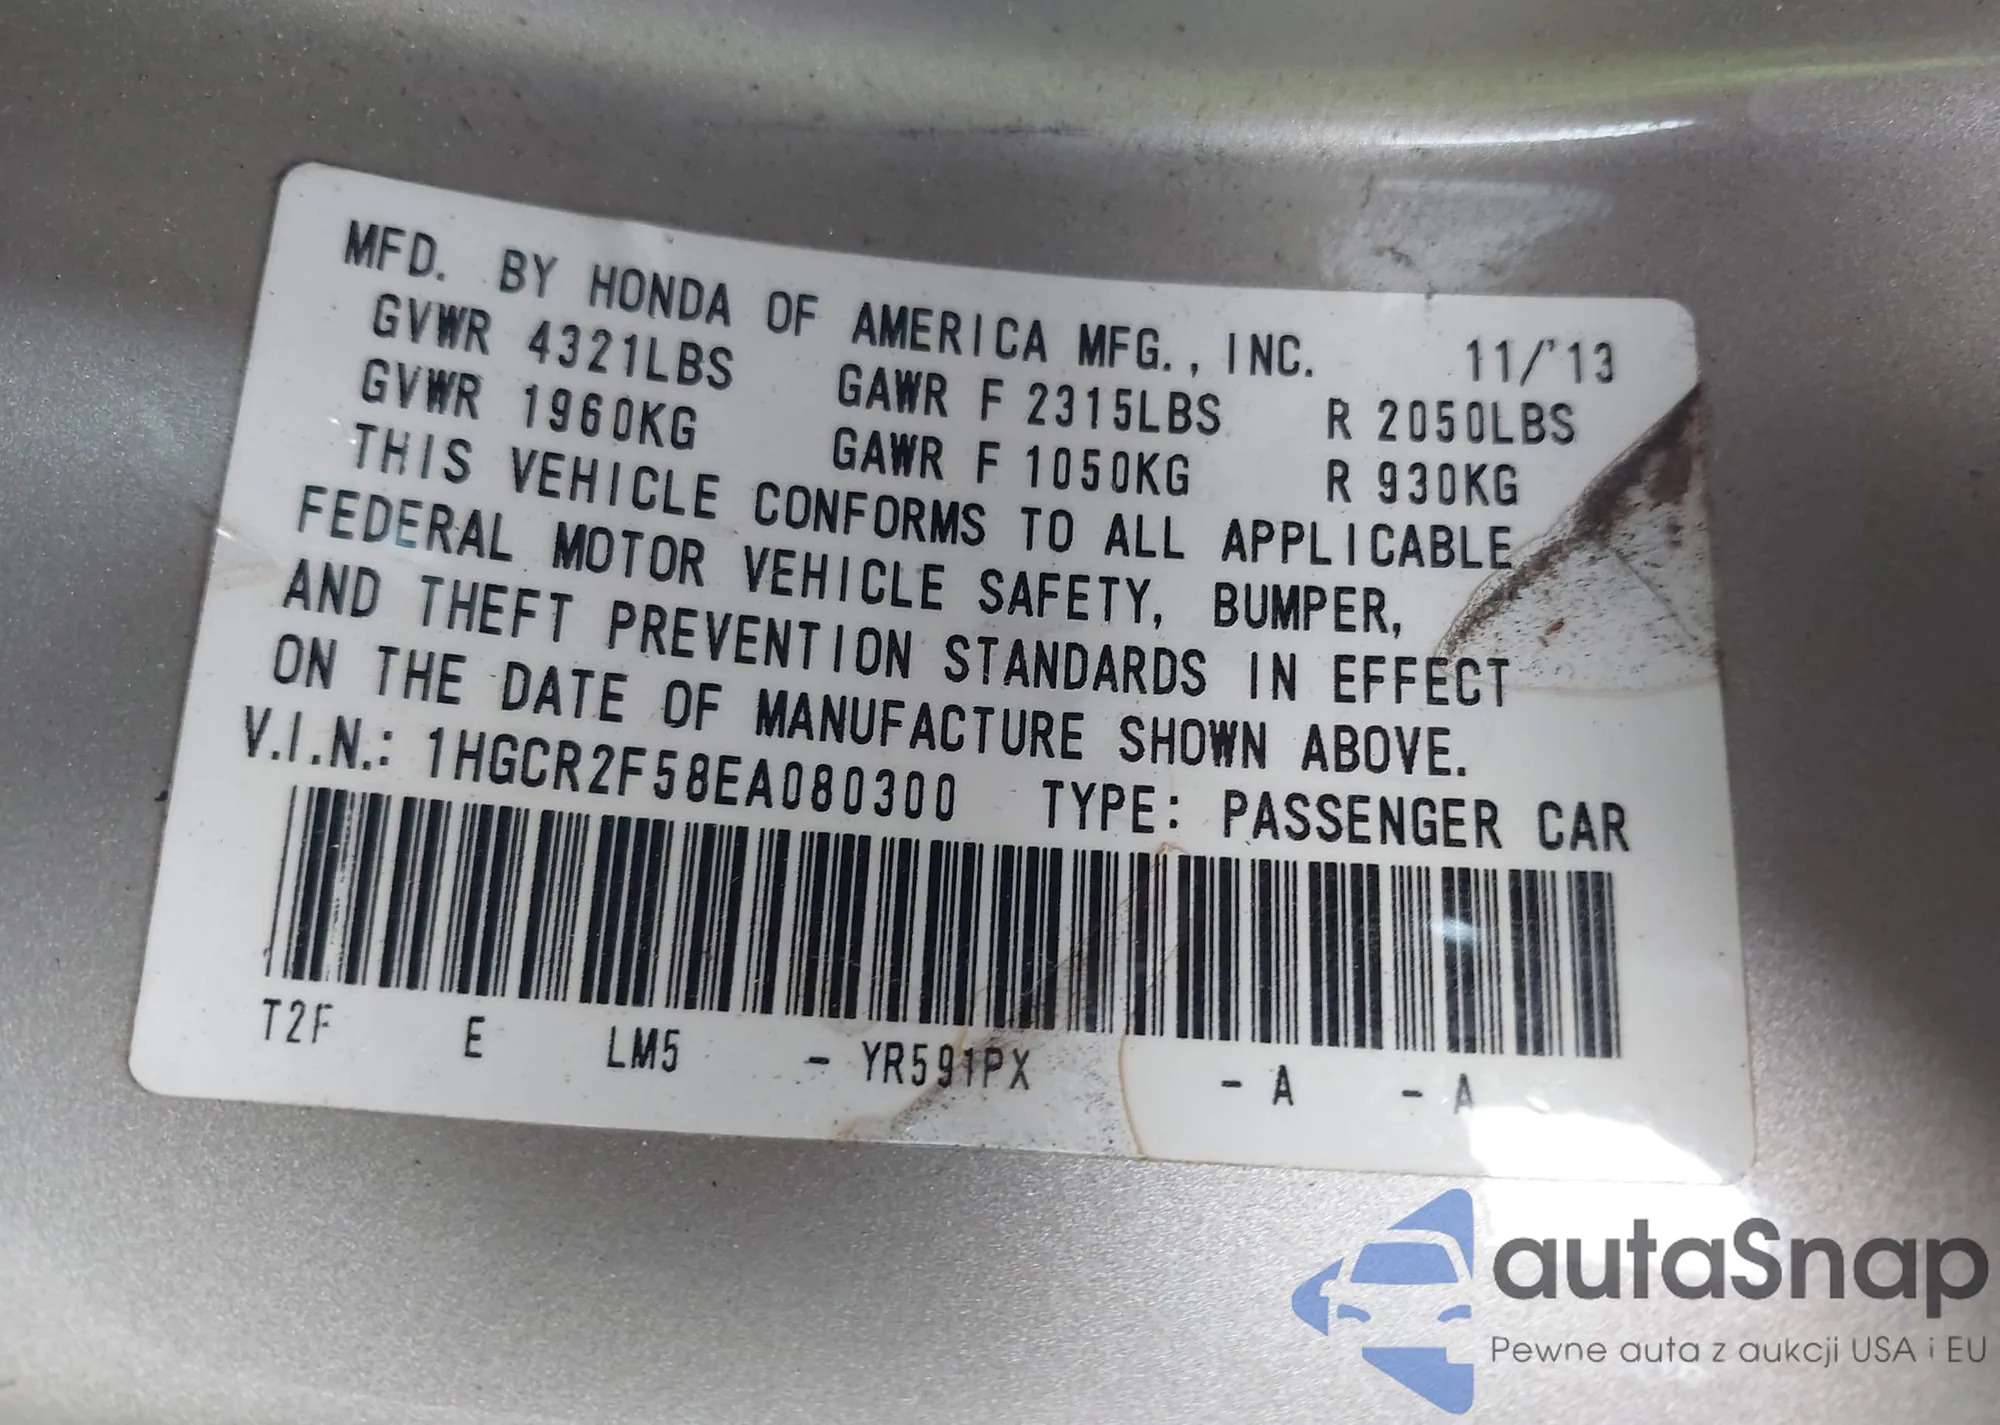 MFD. BY HONDA OF AMERICA MFG., INC. 11/'13
GVWR 4321LBS GAWR F 2315LBS R 2050LBS
GVWR 1960KG GAWR F 1050KG R 930KG
THIS VEHICLE CONFORMS TO ALL APPLICABLE
FEDERAL MOTOR VEHICLE SAFETY, BUMPER,
AND THEFT PREVENTION STANDARDS IN EFFECT
ON THE DATE OF MANUFACTURE SHOWN ABOVE.
V.I.N.: 1HGCR2F58EA080300 TYPE: PASSENGER CAR
T2F E LM5 - YR591PX - A - A
autaSnap
Pewne auta z aukcji USA i EU